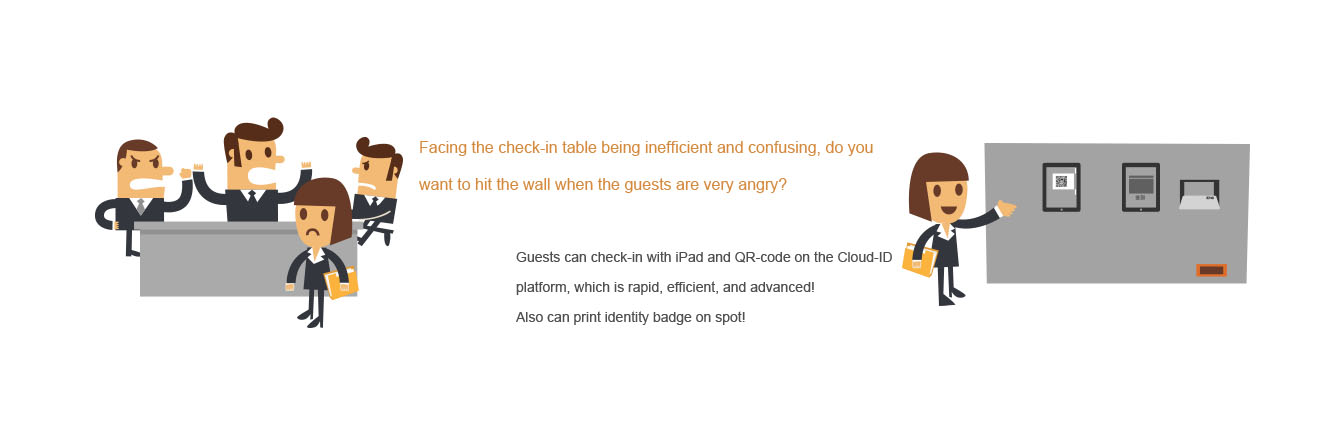 Facing the check-in table being inefficient and confusing, do you
want to hit the wall when the guests are very angry?
Guests can check-in with iPad and QR-code on the Cloud-ID
platform, which is rapid, efficient, and advanced!
Also can print identity badge on spot!